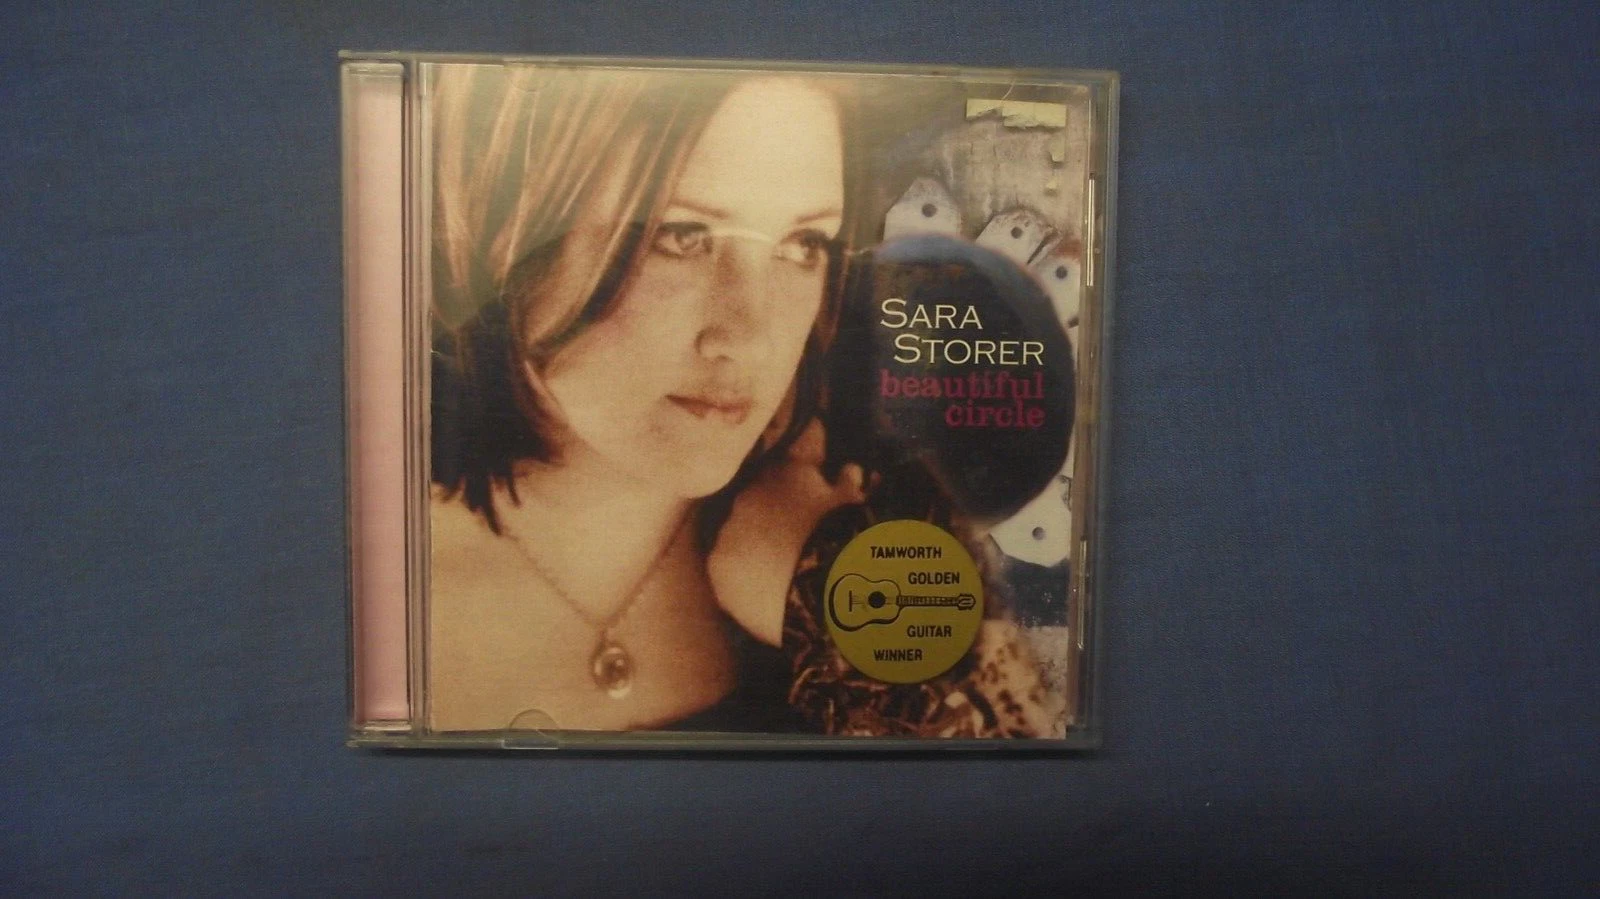 SARA
STORER
beautiful
circle
TAMWORTH
GOLDEN
GUITAR
WINNER